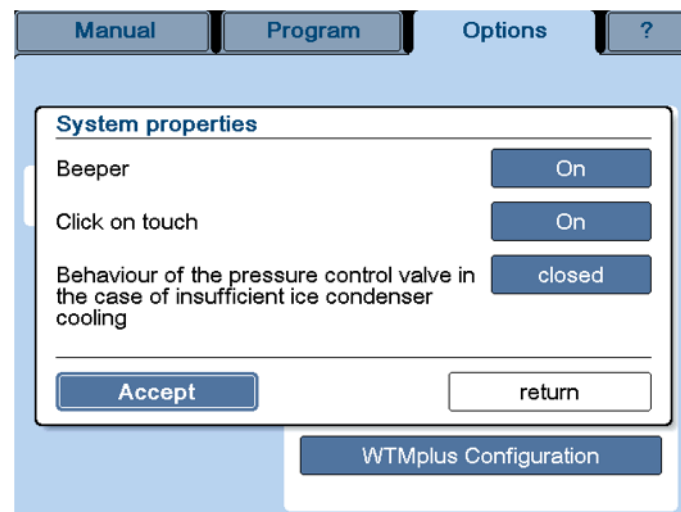 Manual Program Options ?
System properties
Beeper On
Click on touch On
Behaviour of the pressure control valve in closed
the case of insufficient ice condenser
cooling
Accept return
WTMplus Configuration